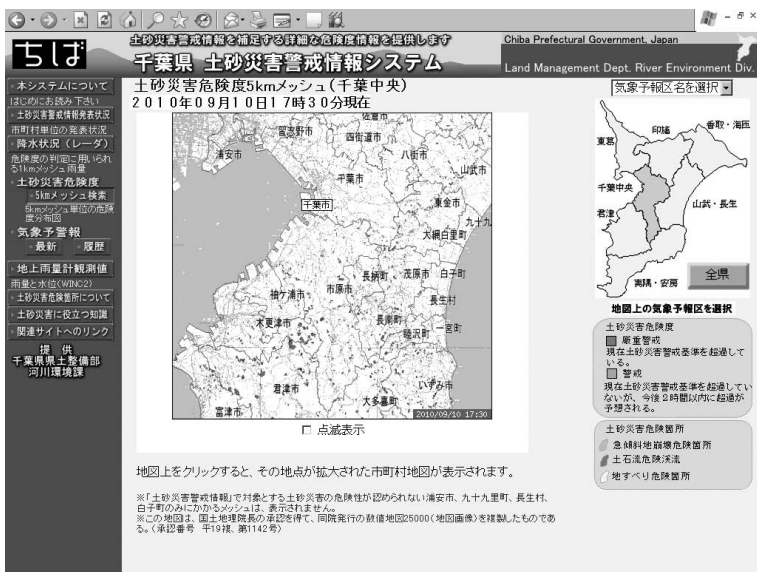 土砂災害警戒情報を補足する詳細な危険度情報を提供します
ちば
千葉県 土砂災害警戒情報システム
Chiba Prefectural Government, Japan
Land Management Dept. River Environment Div.
本システムについて
はじめにお読み下さい
土砂災害警戒情報発表状況
市町村単位の発表状況
降水状況（レーダ）
危険度の判定に用いられる1kmメッシュ雨量
土砂災害危険度
5kmメッシュ検索
5kmメッシュ単位の危険度分布図
気象予警報
最新
履歴
地上雨量計観測値
雨量と水位(WINC2)
土砂災害危険箇所について
土砂災害に役立つ知識
関連サイトへのリンク
提 供
千葉県県土整備部
河川環境課
土砂災害危険度5kmメッシュ（千葉中央）
2010年09月10日17時30分現在
佐倉市
習志野市
四街道市
浦安市
八街市
山武市
千葉市
千葉市
東金市
九十九
大網白里町
長柄町
茂原市
白子町
袖ケ浦市
市原市
長生村
木更津市
長南町
睦沢町
一宮町
君津市
いすみ市
大多喜町
富津市
2010/09/10 17:30
点滅表示
地図上をクリックすると、その地点が拡大された市町村地図が表示されます。
※「土砂災害警戒情報」で対象とする土砂災害の危険性が認められない浦安市、九十九里町、長生村、
白子町のみにかかるメッシュは、表示されません。
※この地図は、国土地理院長の承認を得て、同院発行の数値地図25000（地図画像）を複製したものであ
る。（承認番号 平19複、第1142号）
気象予報区名を選択
東葛
印旛
香取・海匝
千葉中央
山武・長生
君津
夷隅・安房
全県
地図上の気象予報区を選択
土砂災害危険度
厳重警戒
現在土砂災害警戒基準を超過して
いる。
警戒
現在土砂災害警戒基準を超過してい
ないが、今後2時間以内に超過が
予想される。
土砂災害危険箇所
急傾斜地崩壊危険箇所
土石流危険渓流
地すべり危険箇所